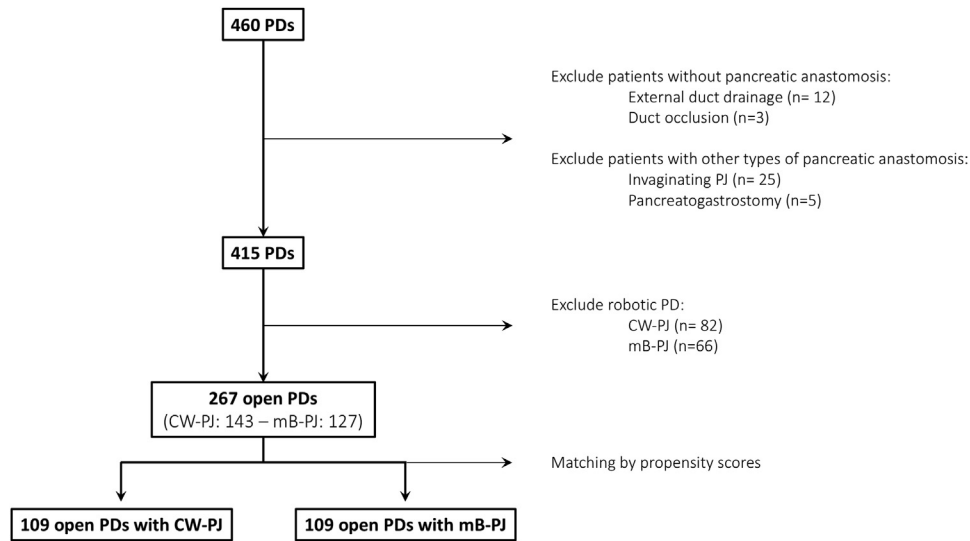 460 PDs
Exclude patients without pancreatic anastomosis:
External duct drainage (n= 12)
Duct occlusion (n=3)
Exclude patients with other types of pancreatic anastomosis:
Invaginating PJ (n= 25)
Pancreatogastrostomy (n=5)
415 PDs
Exclude robotic PD:
CW-PJ (n= 82)
mB-PJ (n=66)
267 open PDs
(CW-PJ: 143 – mB-PJ: 127)
Matching by propensity scores
109 open PDs with CW-PJ
109 open PDs with mB-PJ